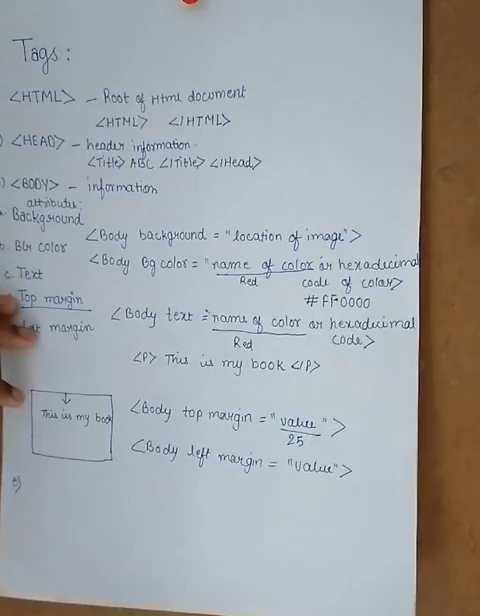 Tags:
<HTML> – Root of Html document
<HTML> </HTML>
) <HEAD> – header information.
<Title> ABC </Title> </Head>
) <BODY> – information
attributes:
a. Background
<Body background = "location of image">
b. BG color
<Body Bg color = "name of color or hexadecimal
Red code of color>
c. Text
#FF0000
Top margin
<Body text = name of color or hexadecimal
margin
Red code>
<P> This is my book </P>
This is my book
<Body top margin = "value">
25
<Body left margin = "value">
e)